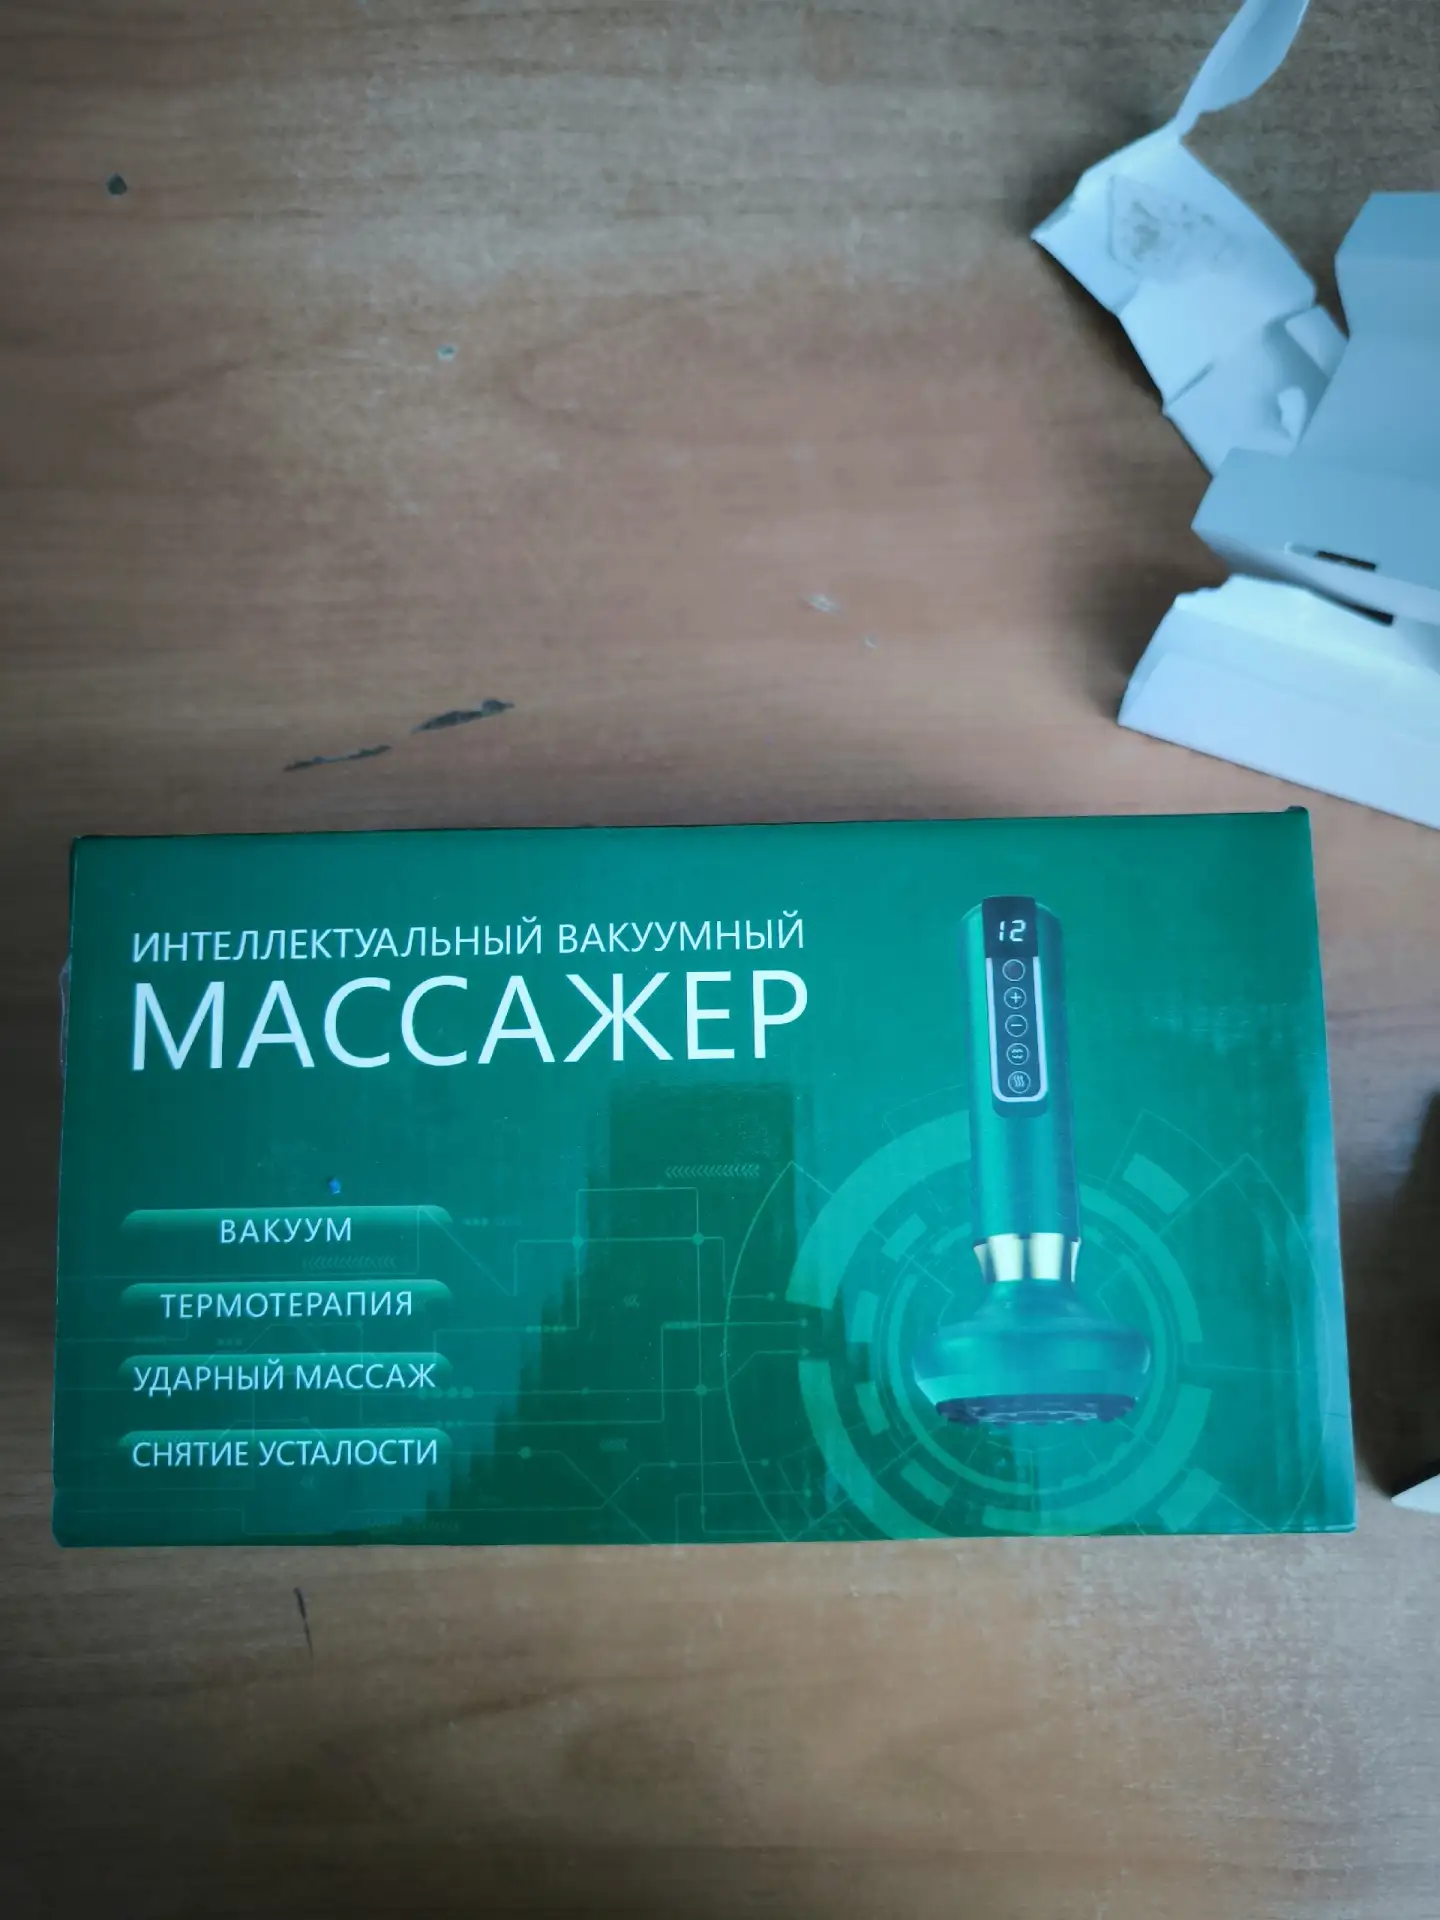 ИНТЕЛЛЕКТУАЛЬНЫЙ ВАКУУМНЫЙ
МАССАЖЕР
12
ВАКУУМ
ТЕРМОТЕРАПИЯ
УДАРНЫЙ МАССАЖ
СНЯТИЕ УСТАЛОСТИ